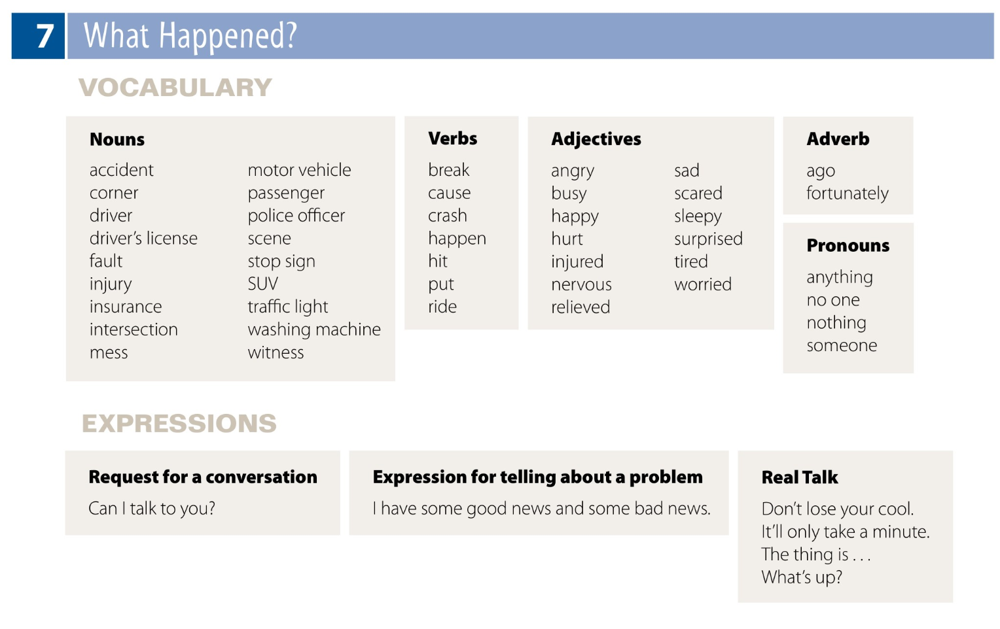 7 What Happened?
VOCABULARY
Nouns
accident
corner
driver
driver's license
fault
injury
insurance
intersection
mess
motor vehicle
passenger
police officer
scene
stop sign
SUV
traffic light
washing machine
witness
Verbs
break
cause
crash
happen
hit
put
ride
Adjectives
angry
busy
happy
hurt
injured
nervous
relieved
sad
scared
sleepy
surprised
tired
worried
Adverb
ago
fortunately
Pronouns
anything
no one
nothing
someone
EXPRESSIONS
Request for a conversation
Can I talk to you?
Expression for telling about a problem
I have some good news and some bad news.
Real Talk
Don't lose your cool.
It'll only take a minute.
The thing is . . .
What's up?